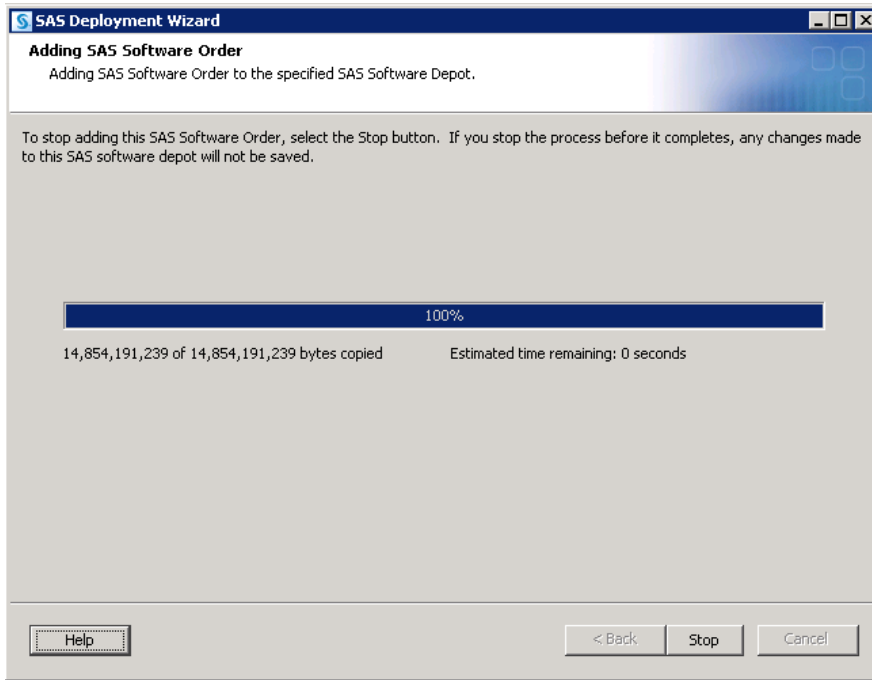 SAS Deployment Wizard
Adding SAS Software Order
Adding SAS Software Order to the specified SAS Software Depot.
To stop adding this SAS Software Order, select the Stop button.  If you stop the process before it completes, any changes made
to this SAS software depot will not be saved.
100%
14,854,191,239 of 14,854,191,239 bytes copied
Estimated time remaining: 0 seconds
Help
< Back
Stop
Cancel